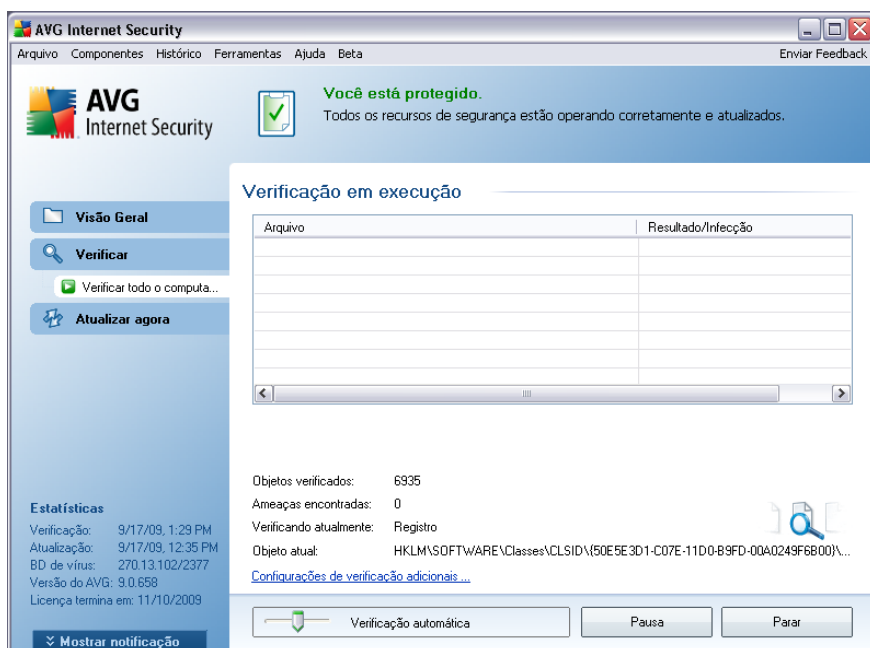 AVG Internet Security
Arquivo Componentes Histórico Ferramentas Ajuda Beta Enviar Feedback
AVG
Internet Security
Você está protegido.
Todos os recursos de segurança estão operando corretamente e atualizados.
Visão Geral
Verificar
Verificar todo o computa...
Atualizar agora
Verificação em execução
Arquivo Resultado/Infecção
Objetos verificados: 6935
Ameaças encontradas: 0
Verificando atualmente: Registro
Objeto atual: HKLM\SOFTWARE\Classes\CLSID\{50E5E3D1-C07E-11D0-B9FD-00A0249F6B00}\...
Configurações de verificação adicionais ...
Estatísticas
Verificação: 9/17/09, 1:29 PM
Atualização: 9/17/09, 12:35 PM
BD de vírus: 270.13.102/2377
Versão do AVG: 9.0.658
Licença termina em: 11/10/2009
Mostrar notificação
Verificação automática Pausa Parar